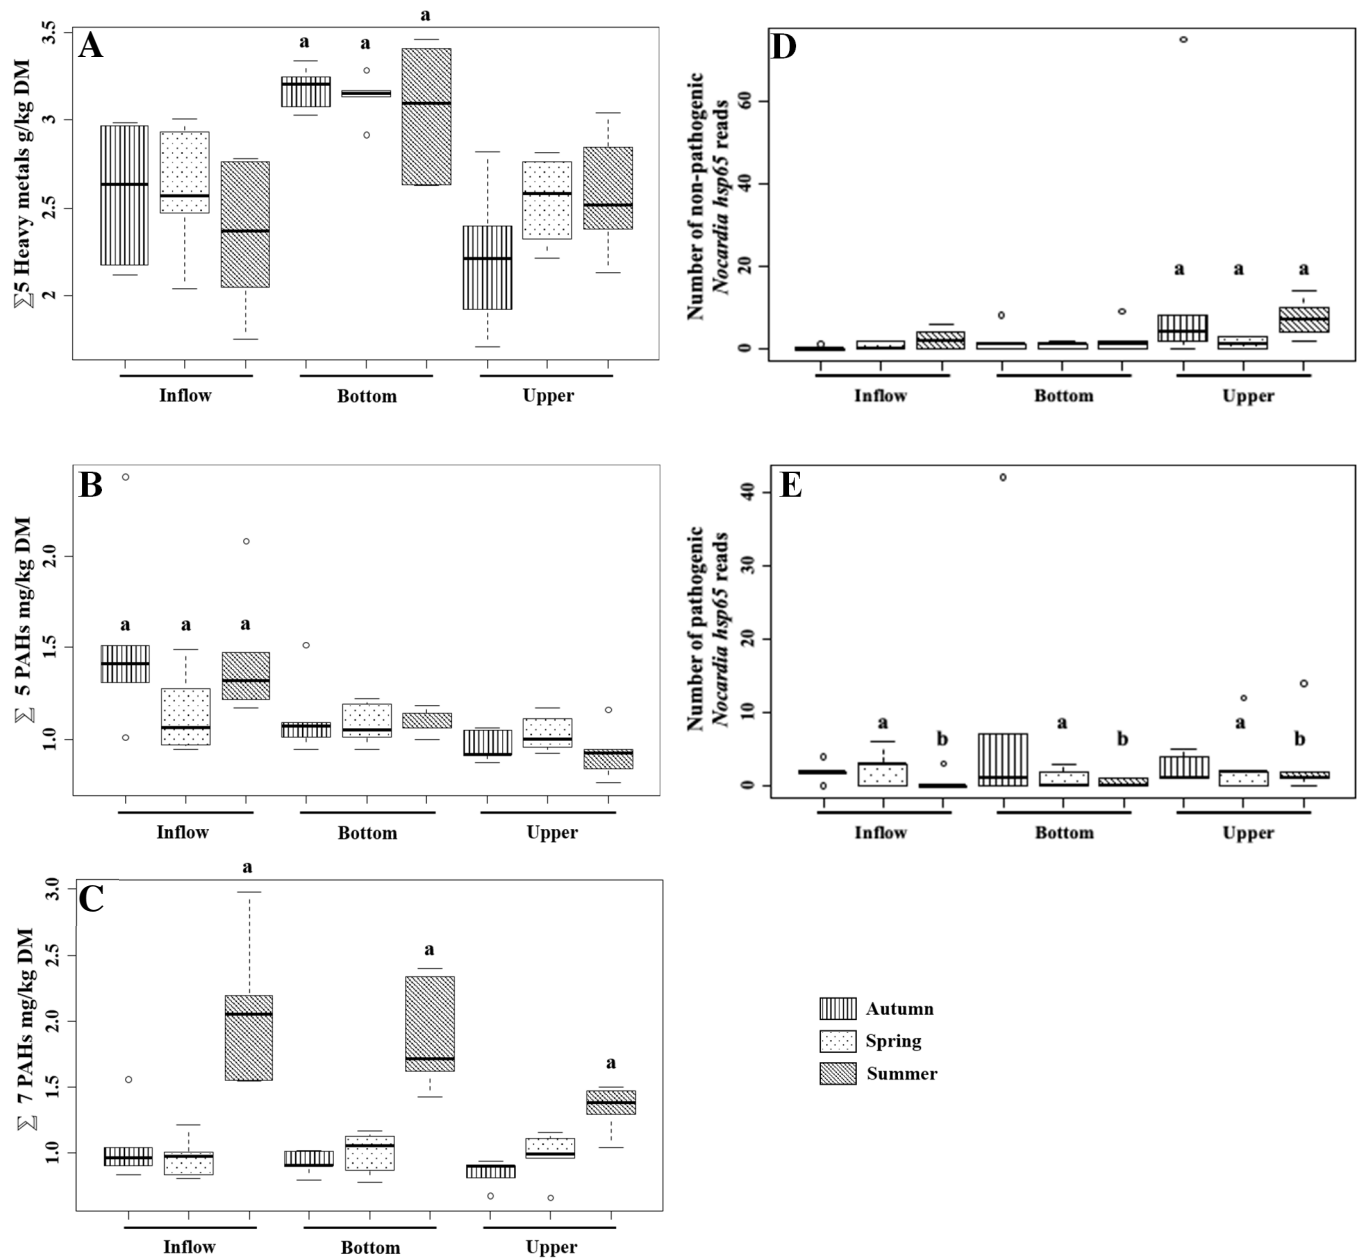 A
∑5 Heavy metals g/kg DM
3.5
3
2.5
2
a
a
a
Inflow
Bottom
Upper
D
Number of non-pathogenic
Nocardia hsp65 reads
60
40
20
0
a
a
a
Inflow
Bottom
Upper
B
∑ 5 PAHs mg/kg DM
2.0
1.5
1.0
a
a
a
Inflow
Bottom
Upper
E
Number of pathogenic
Nocardia hsp65 reads
40
30
20
10
0
a
b
a
b
a
b
Inflow
Bottom
Upper
C
∑ 7 PAHs mg/kg DM
3.0
2.5
2.0
1.5
1.0
a
a
a
Inflow
Bottom
Upper
Autumn
Spring
Summer